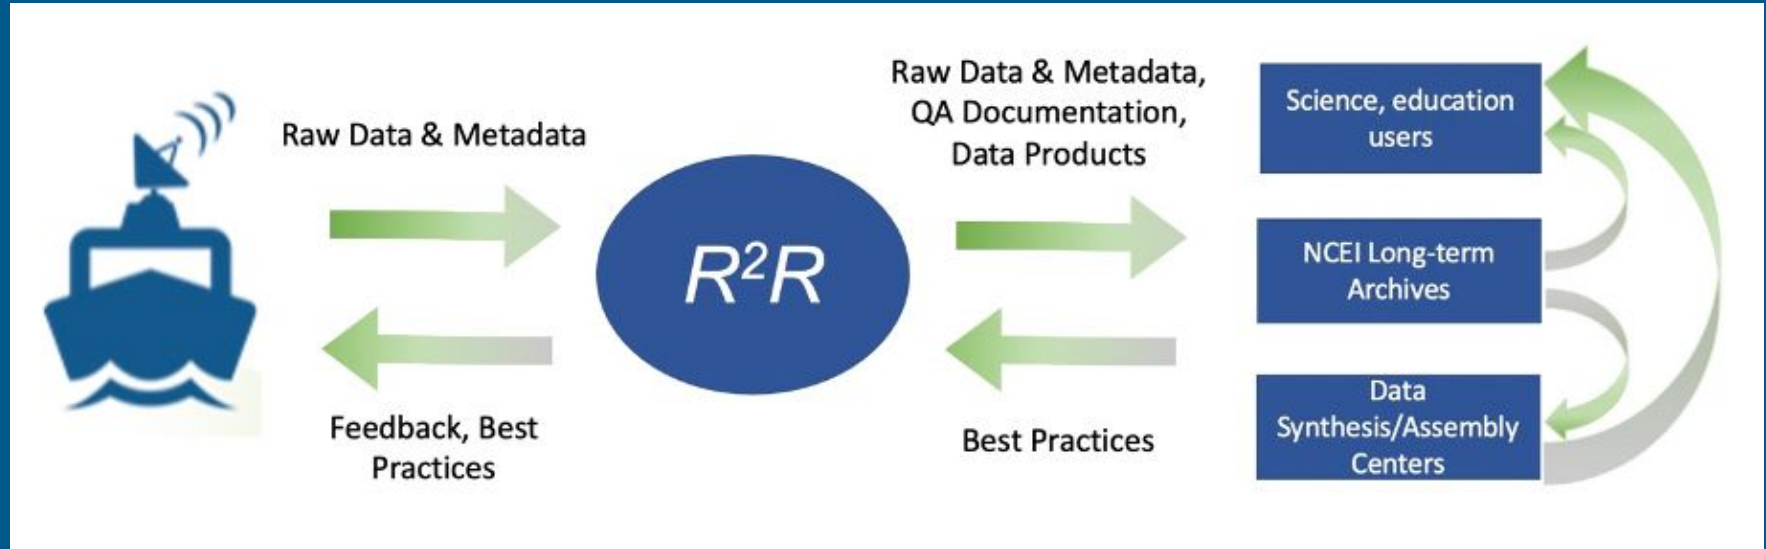 Raw Data & Metadata
Feedback, Best
Practices
R²R
Raw Data & Metadata,
QA Documentation,
Data Products
Best Practices
Science, education
users
NCEI Long-term
Archives
Data
Synthesis/Assembly
Centers